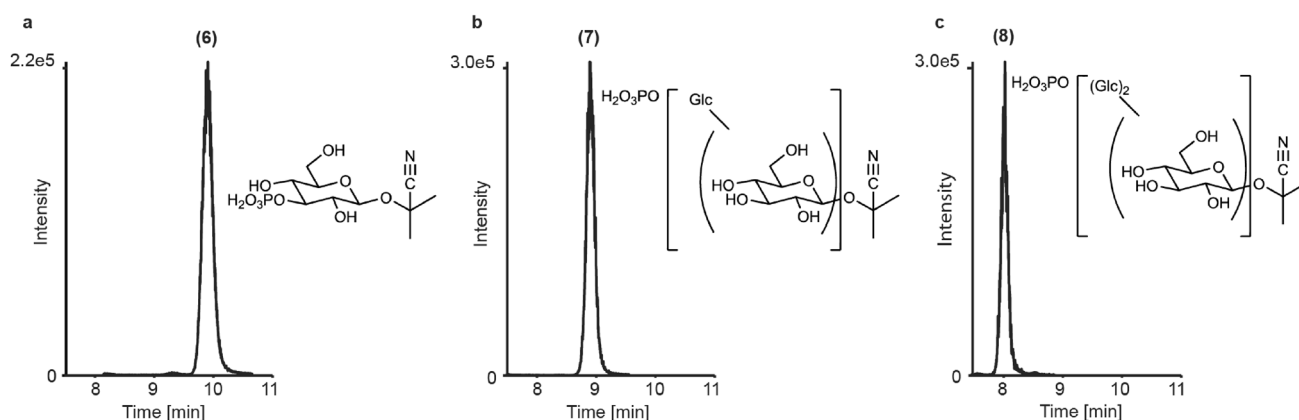 a
(6)
2.2e5
Intensity
0
8 9 10 11
Time [min]
OH
HO
H₂O₃PO
O
OH
O
N
b
(7)
3.0e5
Intensity
0
8 9 10 11
Time [min]
H₂O₃PO
Glc
OH
HO
HO
O
OH
O
N
c
(8)
3.0e5
Intensity
0
8 9 10 11
Time [min]
H₂O₃PO
(Glc)₂
OH
HO
HO
O
OH
O
N